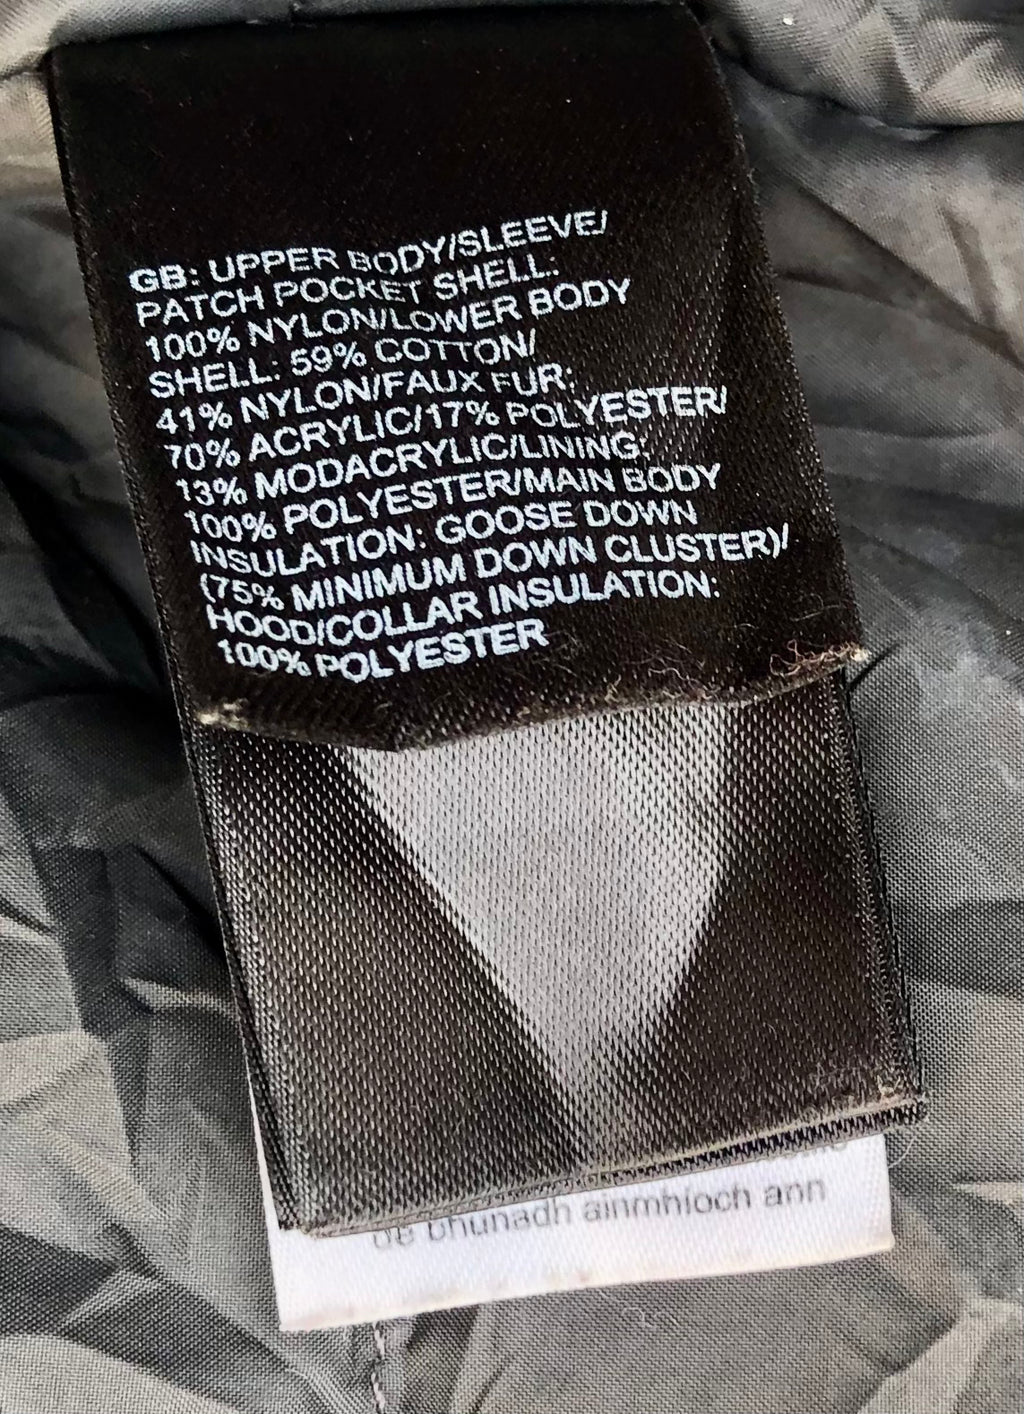 GB: UPPER BODY/SLEEVE/
PATCH POCKET SHELL:
100% NYLON/LOWER BODY
SHELL: 59% COTTON/
41% NYLON/FAUX FUR:
70% ACRYLIC/17% POLYESTER/
13% MODACRYLIC/LINING:
100% POLYESTER/MAIN BODY
INSULATION: GOOSE DOWN
(75% MINIMUM DOWN CLUSTER)/
HOOD/COLLAR INSULATION:
100% POLYESTER
de bhunadh ainmhíoch ann